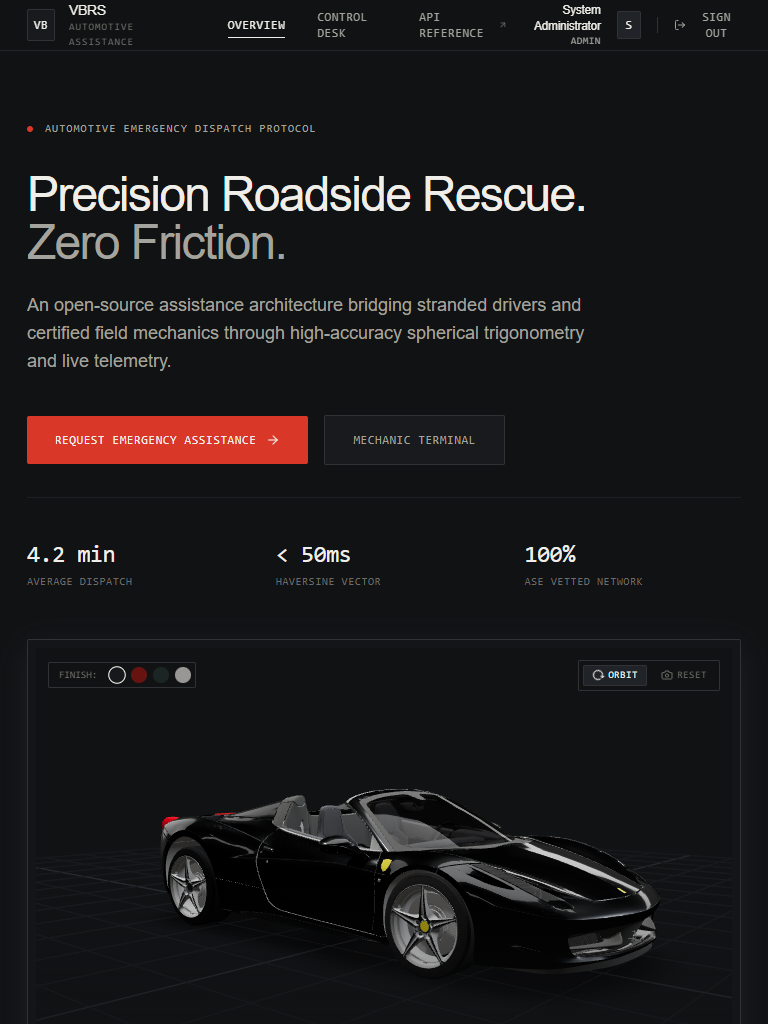 VB
VBRS
AUTOMOTIVE
ASSISTANCE
OVERVIEW
CONTROL
DESK
API
REFERENCE
System
Administrator
ADMIN
S
SIGN
OUT
AUTOMOTIVE EMERGENCY DISPATCH PROTOCOL
Precision Roadside Rescue.
Zero Friction.
An open-source assistance architecture bridging stranded drivers and
certified field mechanics through high-accuracy spherical trigonometry
and live telemetry.
REQUEST EMERGENCY ASSISTANCE
MECHANIC TERMINAL
4.2 min
AVERAGE DISPATCH
< 50ms
HAVERSINE VECTOR
100%
ASE VETTED NETWORK
FINISH:
ORBIT
RESET